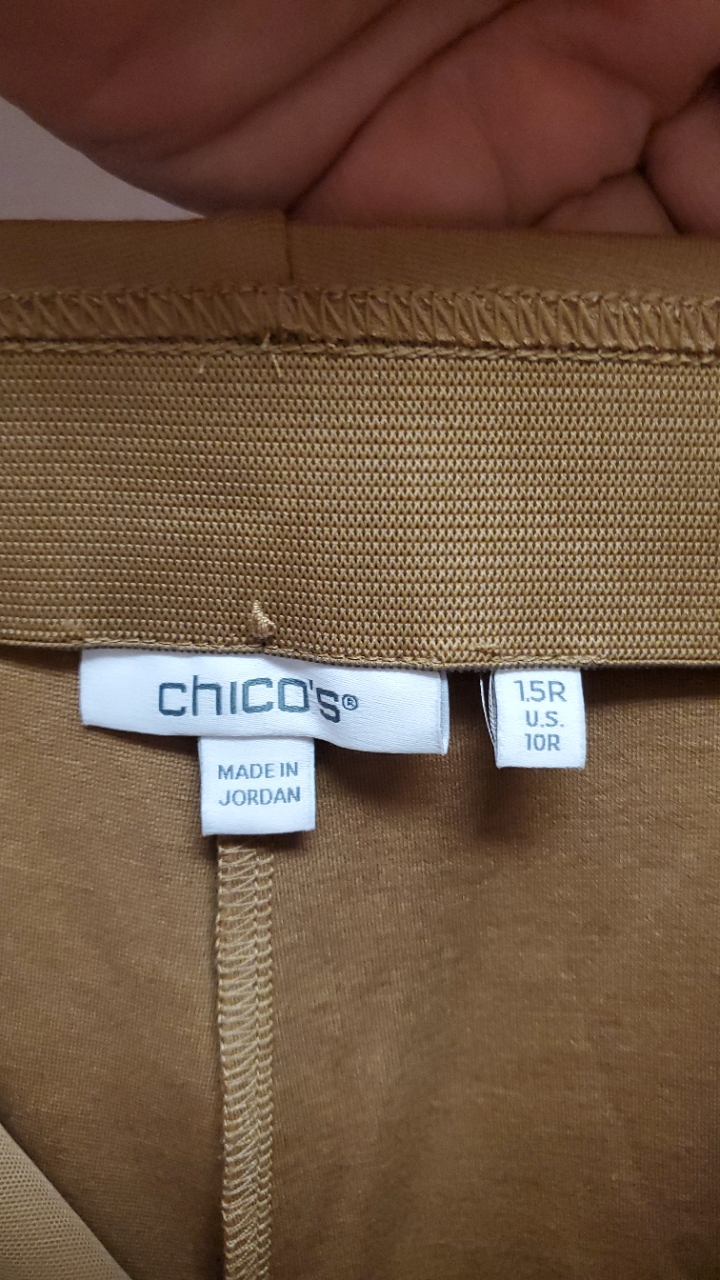 chico's®
MADE IN
JORDAN
1.5R
U.S.
10R